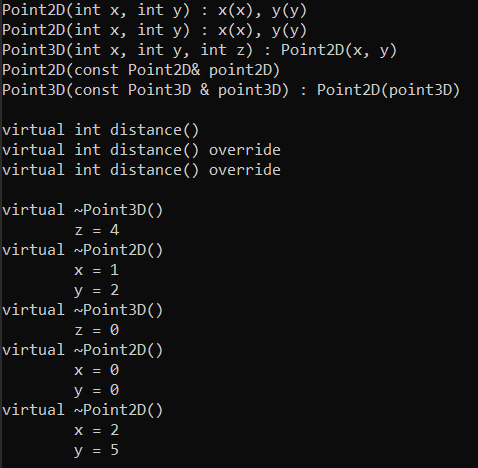 Point2D(int x, int y) : x(x), y(y)
Point2D(int x, int y) : x(x), y(y)
Point3D(int x, int y, int z) : Point2D(x, y)
Point2D(const Point2D& point2D)
Point3D(const Point3D & point3D) : Point2D(point3D)

virtual int distance()
virtual int distance() override
virtual int distance() override

virtual ~Point3D()
        z = 4
virtual ~Point2D()
        x = 1
        y = 2
virtual ~Point3D()
        z = 0
virtual ~Point2D()
        x = 0
        y = 0
virtual ~Point2D()
        x = 2
        y = 5